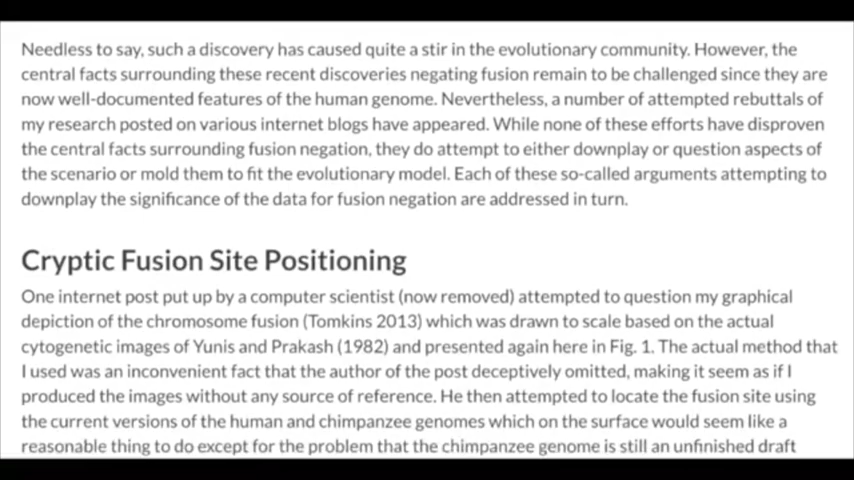 Needless to say, such a discovery has caused quite a stir in the evolutionary community. However, the
central facts surrounding these recent discoveries negating fusion remain to be challenged since they are
now well-documented features of the human genome. Nevertheless, a number of attempted rebuttals of
my research posted on various internet blogs have appeared. While none of these efforts have disproven
the central facts surrounding fusion negation, they do attempt to either downplay or question aspects of
the scenario or mold them to fit the evolutionary model. Each of these so-called arguments attempting to
downplay the significance of the data for fusion negation are addressed in turn.
Cryptic Fusion Site Positioning
One internet post put up by a computer scientist (now removed) attempted to question my graphical
depiction of the chromosome fusion (Tomkins 2013) which was drawn to scale based on the actual
cytogenetic images of Yunis and Prakash (1982) and presented again here in Fig. 1. The actual method that
I used was an inconvenient fact that the author of the post deceptively omitted, making it seem as if I
produced the images without any source of reference. He then attempted to locate the fusion site using
the current versions of the human and chimpanzee genomes which on the surface would seem like a
reasonable thing to do except for the problem that the chimpanzee genome is still an unfinished draft